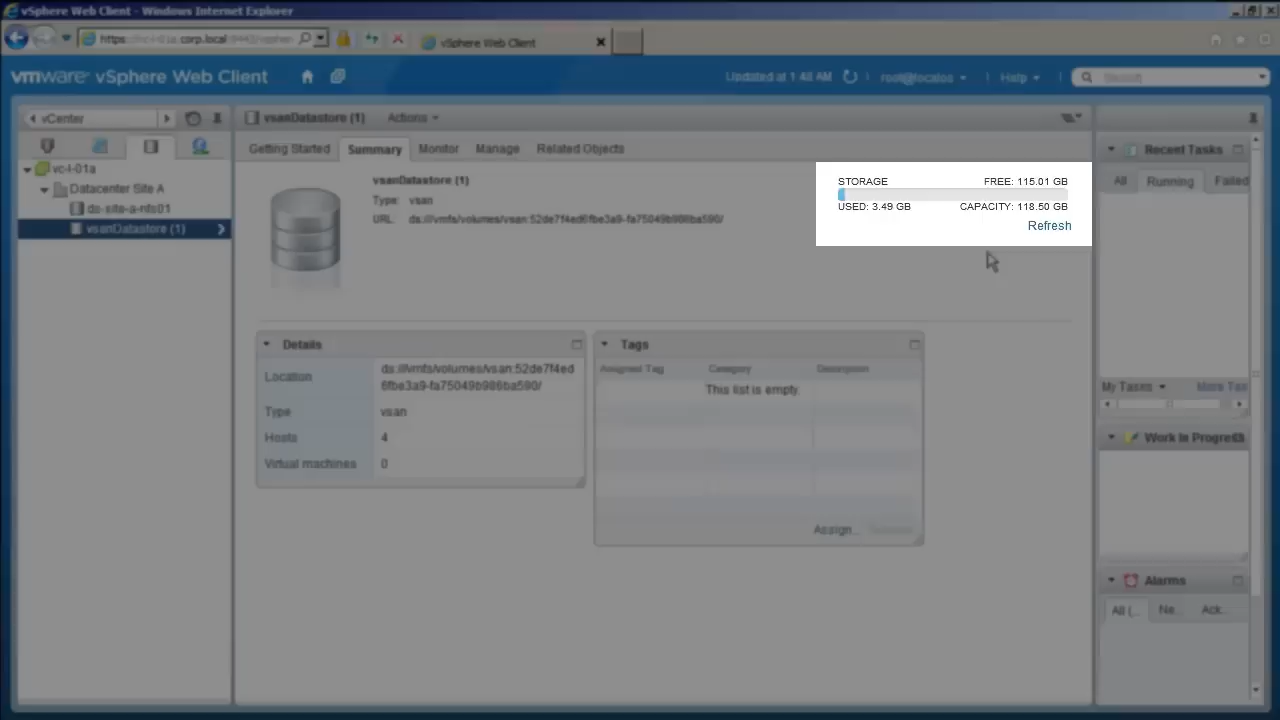 vSphere Web Client - Windows Internet Explorer
vSphere Web Client
vmware vSphere Web Client
Updated at 1:48 AM
root@localos
Help
Search
vCenter
vsanDatastore (1)
Actions
Getting Started
Summary
Monitor
Manage
Related Objects
vc-l-01a
Datacenter Site A
ds-site-a-nfs01
vsanDatastore (1)
vsanDatastore (1)
Type: vsan
URL: ds:///vmfs/volumes/vsan:52de7f4ed6fbe3a9-fa75049b986ba590/
STORAGE
FREE: 115.01 GB
USED: 3.49 GB
CAPACITY: 118.50 GB
Refresh
Details
Location
ds:///vmfs/volumes/vsan:52de7f4ed
6fbe3a9-fa75049b986ba590/
Type
vsan
Hosts
4
Virtual machines
0
Tags
Assigned Tag
Category
Description
This list is empty.
Assign...
Recent Tasks
All
Running
Failed
My Tasks
More Tas
Work In Progress
Alarms
All (...
Ne...
Ack...